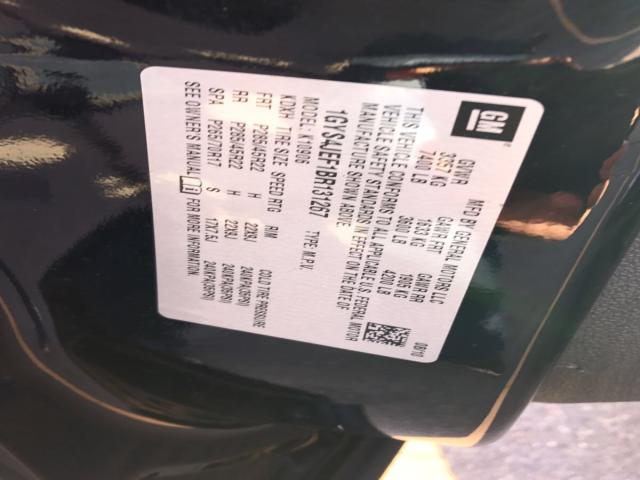 GM
MFD BY GENERAL MOTORS LLC 08/10
GVWR GAWR FRT GAWR RR
3357 KG 1633 KG 1905 KG
7400 LB 3600 LB 4200 LB
THIS VEHICLE CONFORMS TO ALL APPLICABLE U.S. FEDERAL MOTOR
VEHICLE SAFETY STANDARDS IN EFFECT ON THE DATE OF
MANUFACTURE SHOWN ABOVE.
1GYS4JEF1BR131267 TYPE: M.P.V.
MODEL: K10906
KDKH TIRE SIZE SPEED RTG RIM COLD TIRE PRESSURE
FRT P285/45R22 H 22X9J 240KPA(35PSI)
RR P285/45R22 H 22X9J 240KPA(35PSI)
SPA P265/70R17 S 17X7.5J 240KPA(35PSI)
SEE OWNER'S MANUAL FOR MORE INFORMATION